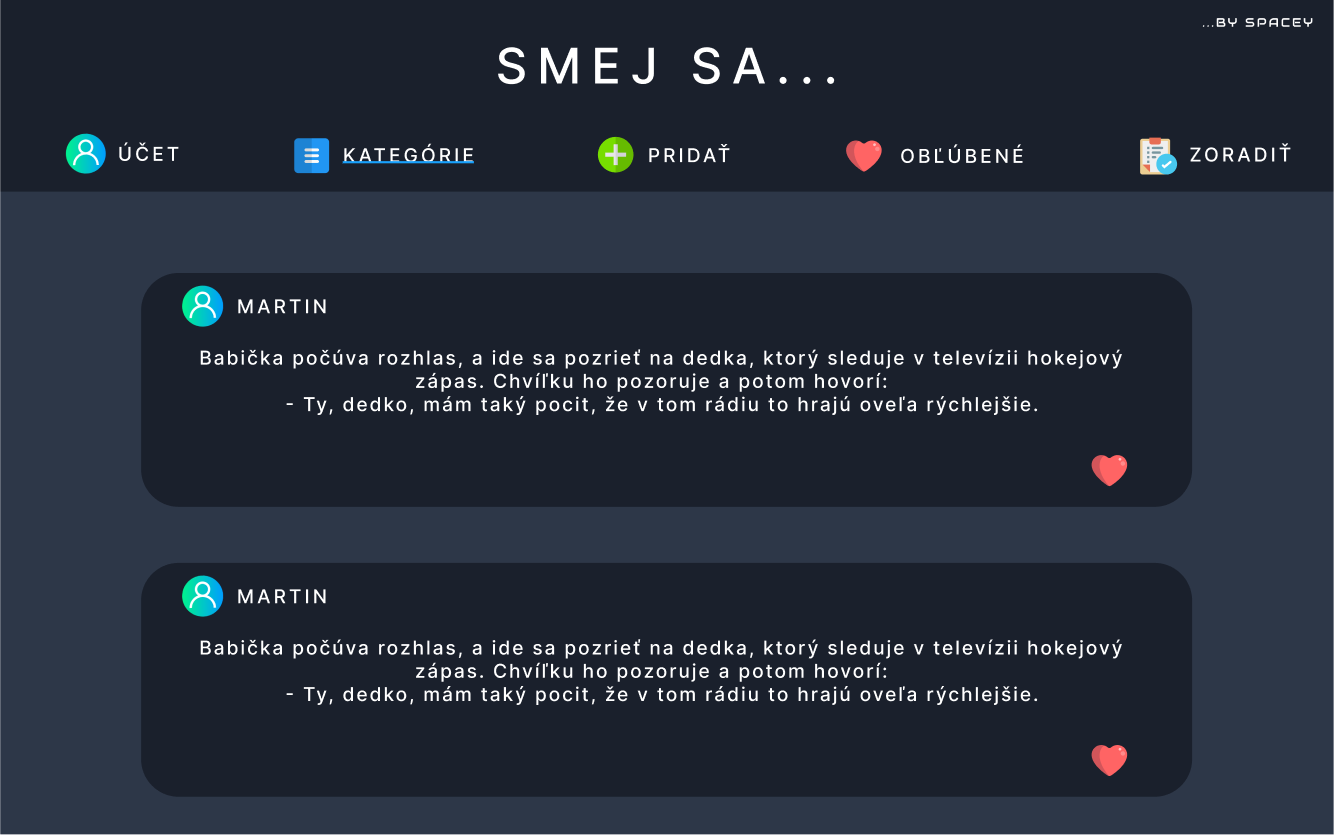 ...BY SPACEY
SMEJ SA...
ÚČET
KATEGÓRIE
PRIDAŤ
OBĽÚBENÉ
ZORADIŤ
MARTIN
Babička počúva rozhlas, a ide sa pozrieť na dedka, ktorý sleduje v televízii hokejový
zápas. Chvíľku ho pozoruje a potom hovorí:
- Ty, dedko, mám taký pocit, že v tom rádiu to hrajú oveľa rýchlejšie.
MARTIN
Babička počúva rozhlas, a ide sa pozrieť na dedka, ktorý sleduje v televízii hokejový
zápas. Chvíľku ho pozoruje a potom hovorí:
- Ty, dedko, mám taký pocit, že v tom rádiu to hrajú oveľa rýchlejšie.